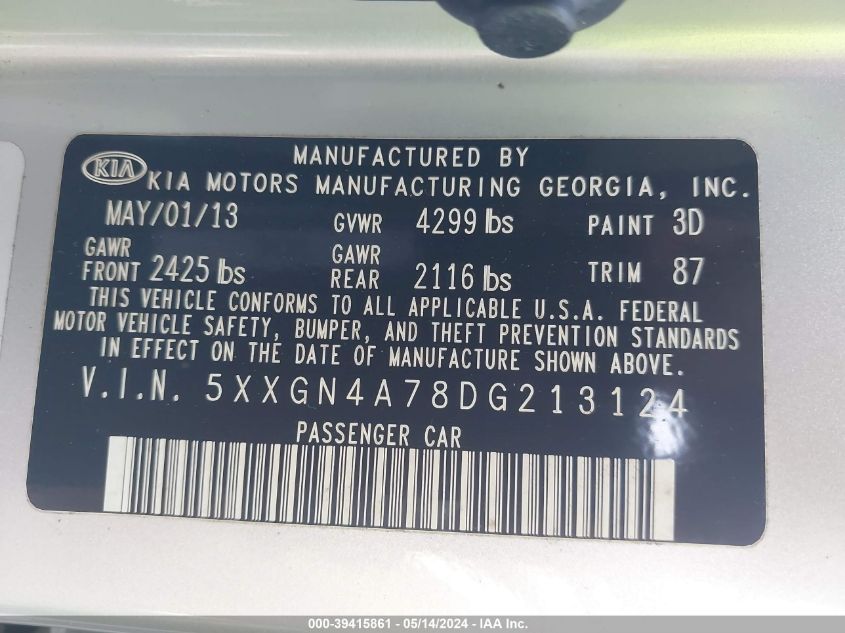 MANUFACTURED BY
KIA KIA MOTORS MANUFACTURING GEORGIA, INC.
MAY/01/13 GVWR 4299 lbs PAINT 3D
GAWR FRONT 2425 lbs GAWR REAR 2116 lbs TRIM 87
THIS VEHICLE CONFORMS TO ALL APPLICABLE U.S.A. FEDERAL
MOTOR VEHICLE SAFETY, BUMPER, AND THEFT PREVENTION STANDARDS
IN EFFECT ON THE DATE OF MANUFACTURE SHOWN ABOVE.
V.I.N. 5XXGN4A78DG213124
PASSENGER CAR
000-39415861 - 05/14/2024 - IAA Inc.